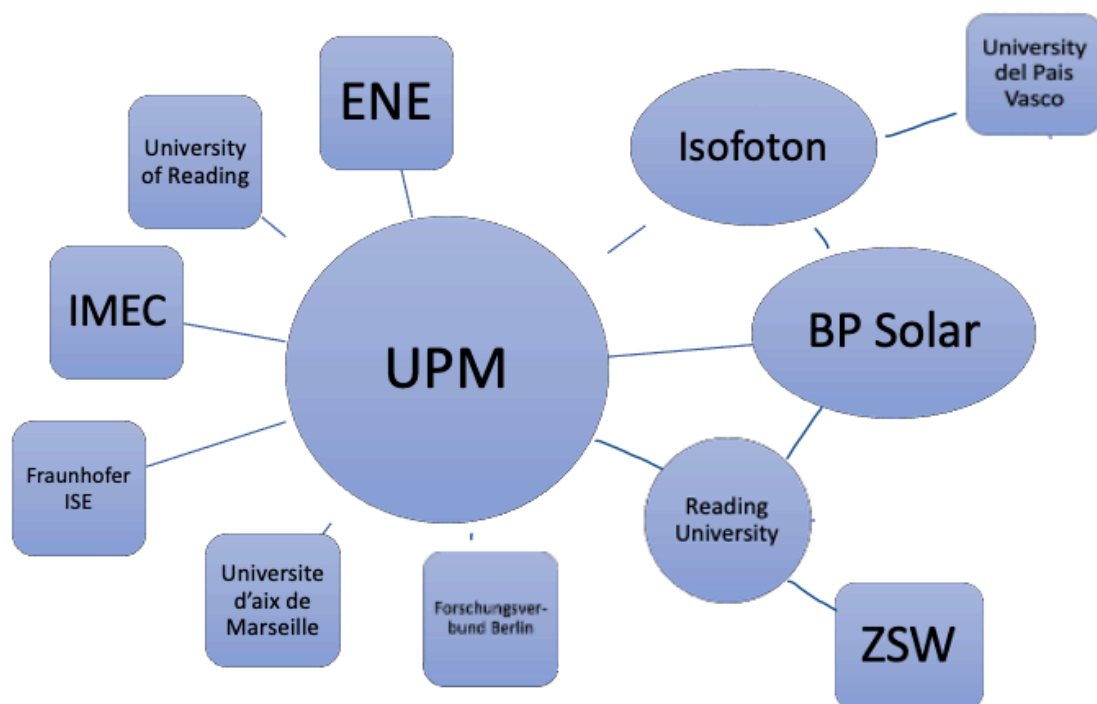 ENE
University
del Pais
Vasco
Isofoton
University
of Reading
IMEC
BP Solar
UPM
Fraunhofer
ISE
Reading
University
Universite
d'aix de
Marseille
Forschungsver-
bund Berlin
ZSW